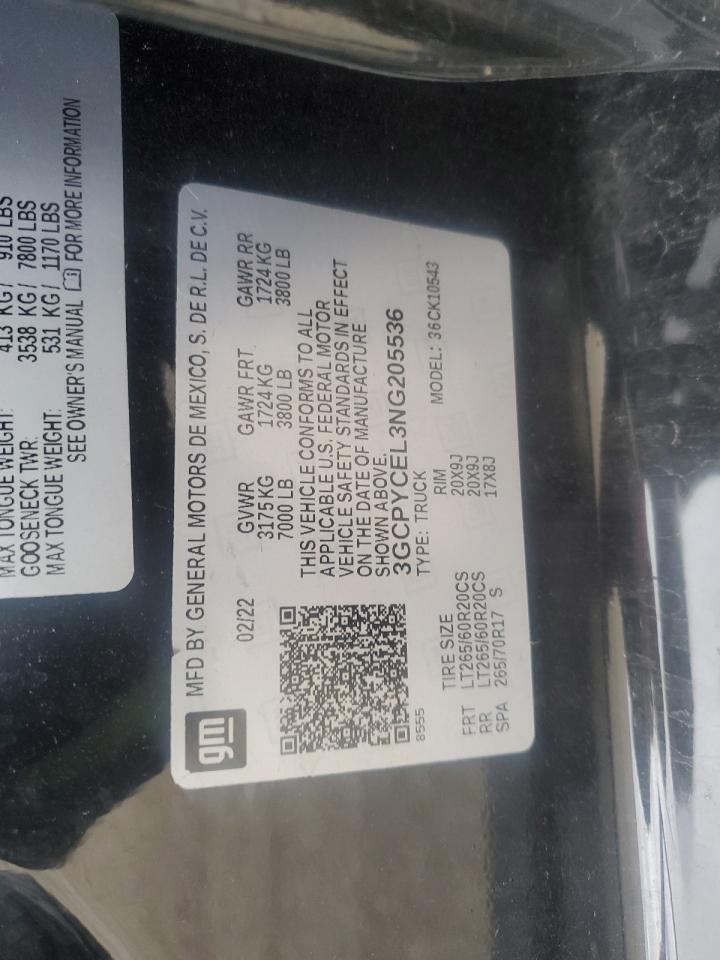 MAX TONGUE WEIGHT: 413 KG/ 910 LBS
GOOSENECK TWR: 3538 KG/ 7800 LBS
MAX TONGUE WEIGHT: 531 KG/ 1170 LBS
SEE OWNER'S MANUAL FOR MORE INFORMATION
gm
MFD BY GENERAL MOTORS DE MEXICO, S. DE R.L. DE C.V.
02/22 GVWR GAWR FRT. GAWR RR
3175 KG 1724 KG 1724 KG
7000 LB 3800 LB 3800 LB
THIS VEHICLE CONFORMS TO ALL
APPLICABLE U.S. FEDERAL MOTOR
VEHICLE SAFETY STANDARDS IN EFFECT
ON THE DATE OF MANUFACTURE
SHOWN ABOVE.
3GCPYCEL3NG205536
8555 TYPE: TRUCK MODEL: 36CK10543
TIRE SIZE RIM
FRT LT265/60R20CS 20X9J
RR LT265/60R20CS 20X9J
SPA 265/70R17 S 17X8J